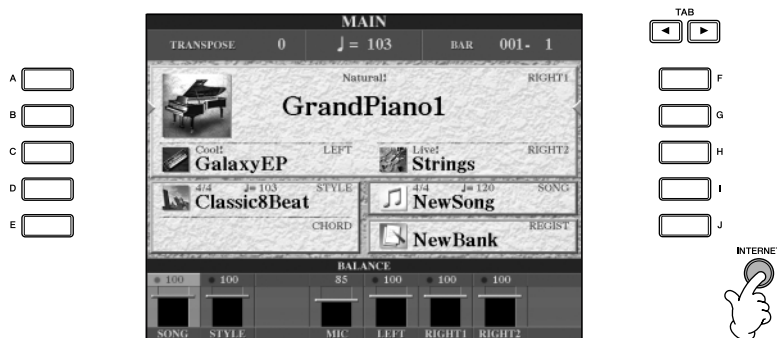 MAIN
TAB
TRANSPOSE 0 ♩= 103 BAR 001- 1
Natural! RIGHT1
GrandPiano1
Cool! LEFT
GalaxyEP
Live! RIGHT2
Strings
4/4 ♩= 103 STYLE
Classic8Beat
CHORD
4/4 ♩= 120 SONG
NewSong
REGIST
NewBank
BALANCE
100 100 85 100 100 100
SONG STYLE MIC LEFT RIGHT1 RIGHT2
A
B
C
D
E
F
G
H
I
J
INTERNE